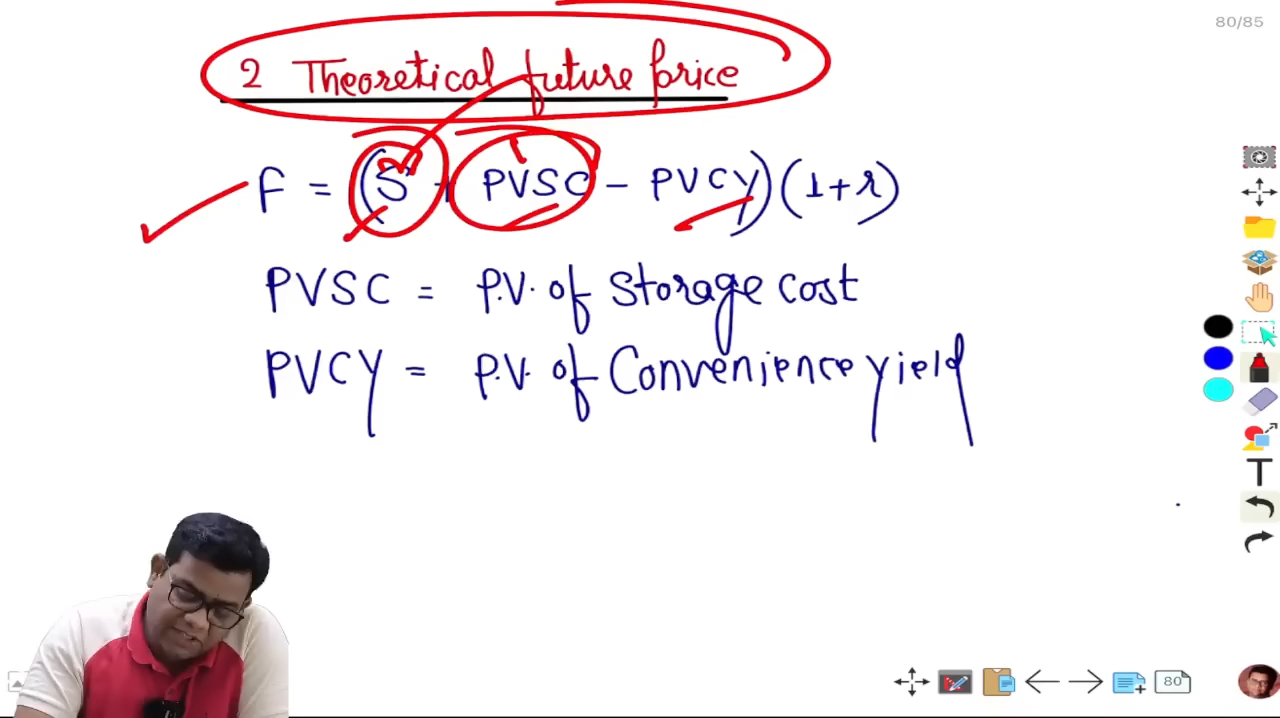 80/85
2 Theoretical future price
F = (S + PVSC - PVCY) (1+r)
PVSC = P.V. of Storage cost
PVCY = P.V. of Convenience yield
T
80